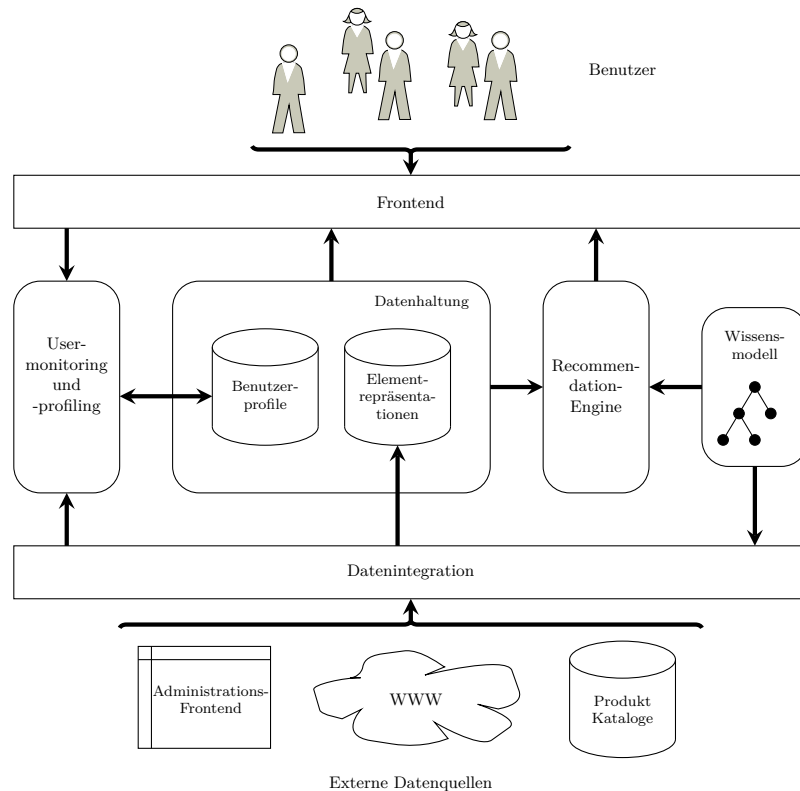 Benutzer
Frontend
Datenhaltung
User-
monitoring
und
-profiling
Benutzer-
profile
Element-
repräsenta-
tionen
Recommen-
dation-
Engine
Wissens-
modell
Datenintegration
Administrations-
Frontend
WWW
Produkt
Kataloge
Externe Datenquellen